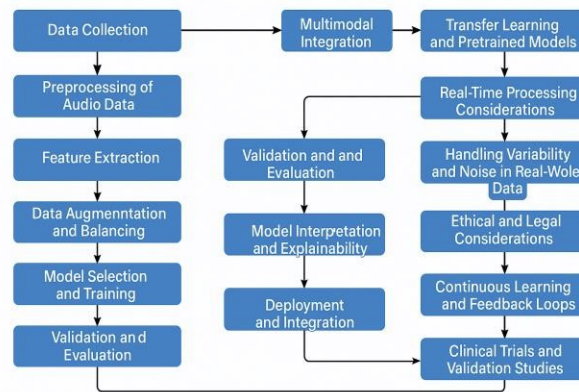 Data Collection
Preprocessing of
Audio Data
Feature Extraction
Data Augmenntation
and Balancing
Model Selection
and Training
Validation and
Evaluation
Multimodal
Integration
Transfer Learning
and Pretrained Models
Real-Time Processing
Considerations
Validation and and
Evaluation
Model Interpretation
and Explainability
Deployment
and Integration
Handling Variability
and Noise in Real-Wole
Data
Ethical and Legal
Considerations
Continuous Learning
and Feedback Loops
Clinical Trials and
Validation Studies